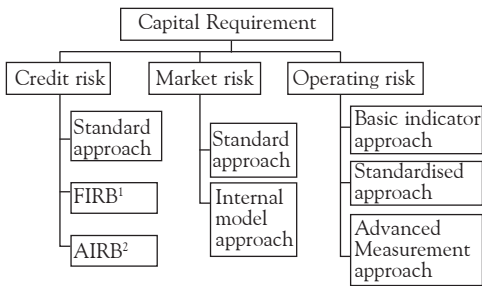 Capital Requirement
Credit risk
Market risk
Operating risk
Standard
approach
FIRB¹
AIRB²
Standard
approach
Internal
model
approach
Basic indicator
approach
Standardised
approach
Advanced
Measurement
approach